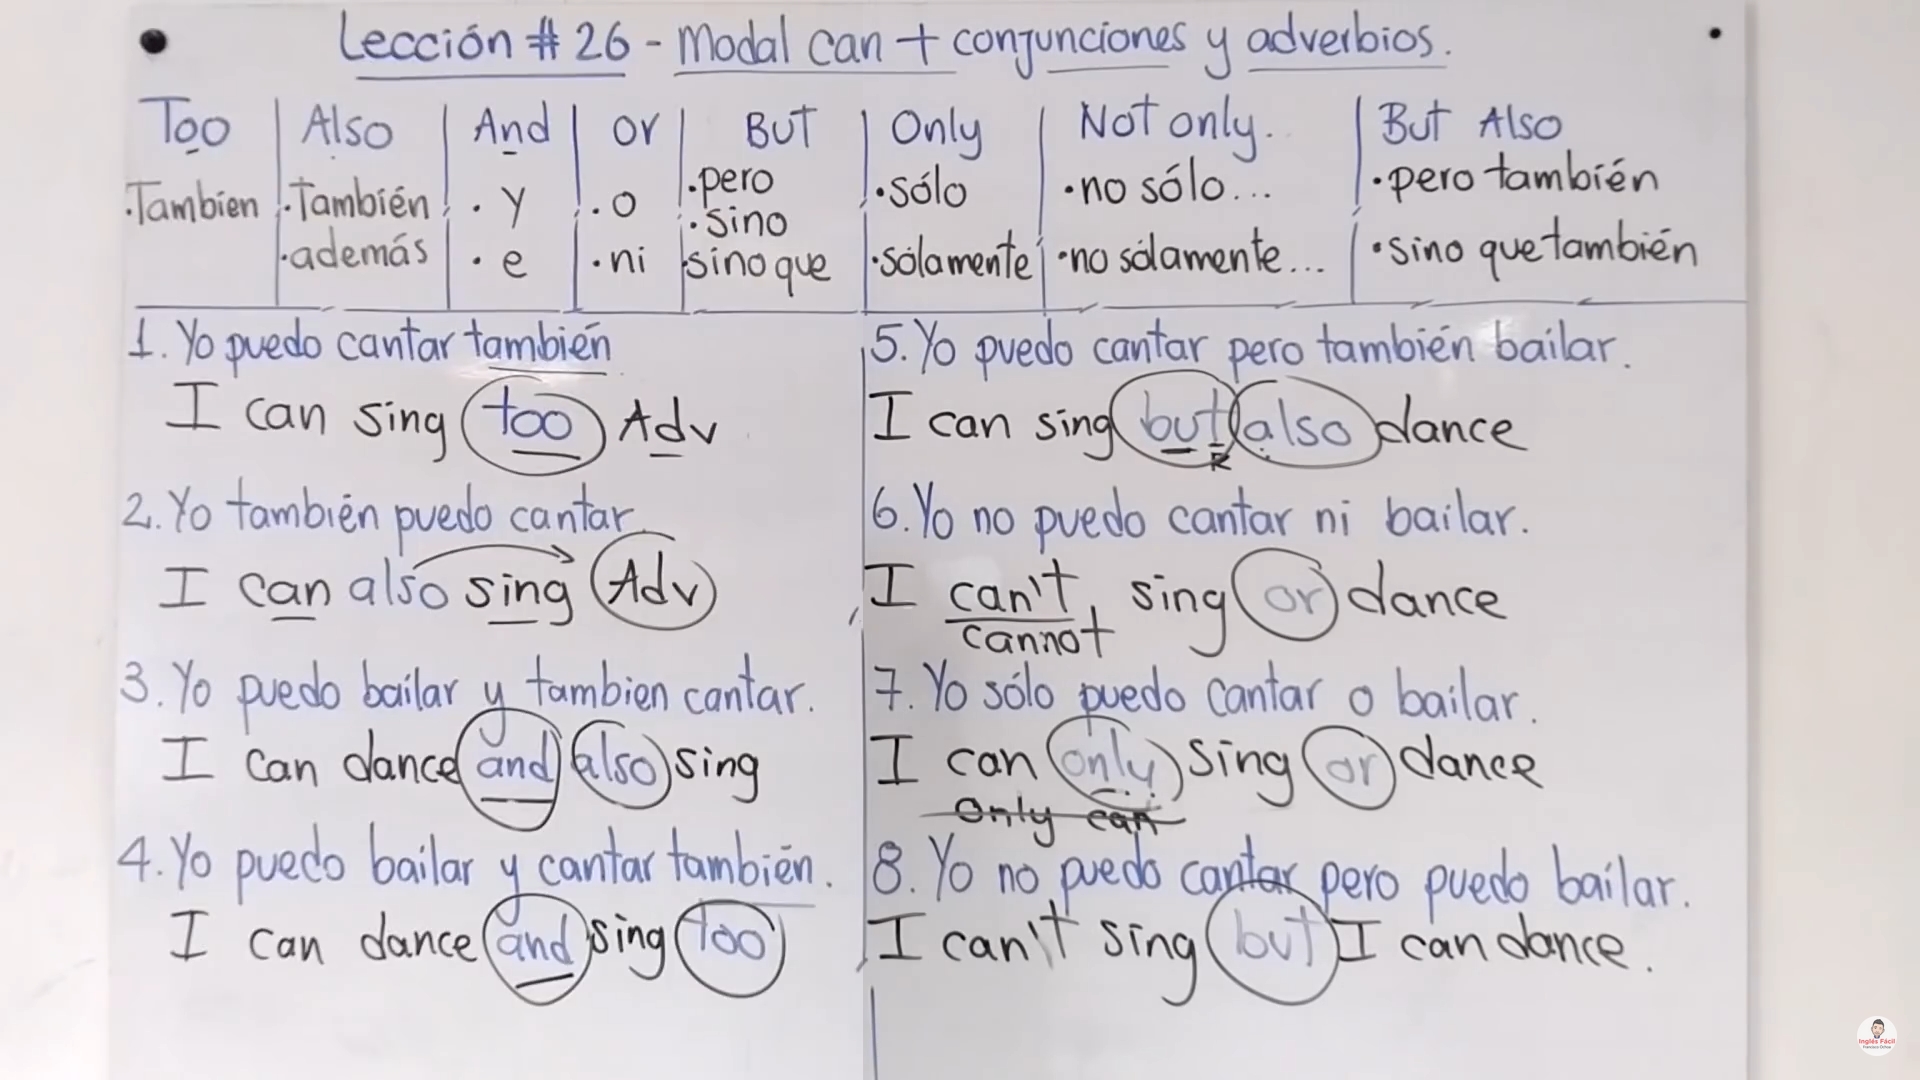 Lección # 26 - Modal can + conjunciones y adverbios.
Too | Also | And | or | BUT | Only | Not only. | But Also
.Tambien
.También
.además
.y
.e
.o
.ni
.pero
.sino
sino que
.sólo
.sólamente
.no sólo...
.no sólamente...
.pero también
.sino que también
1. Yo puedo cantar también
I can sing too Adv
2. Yo también puedo cantar
I can also sing Adv
3. Yo puedo bailar y tambien cantar.
I can dance and also sing
4. Yo puedo bailar y cantar también.
I can dance and sing too
5. Yo puedo cantar pero también bailar.
I can sing but also dance
R
6. Yo no puedo cantar ni bailar.
I can't sing or dance
cannot
7. Yo sólo puedo cantar o bailar.
I can only sing or dance
only can
8. Yo no puedo cantar pero puedo bailar.
I can't sing but I can dance.
Inglés Fácil